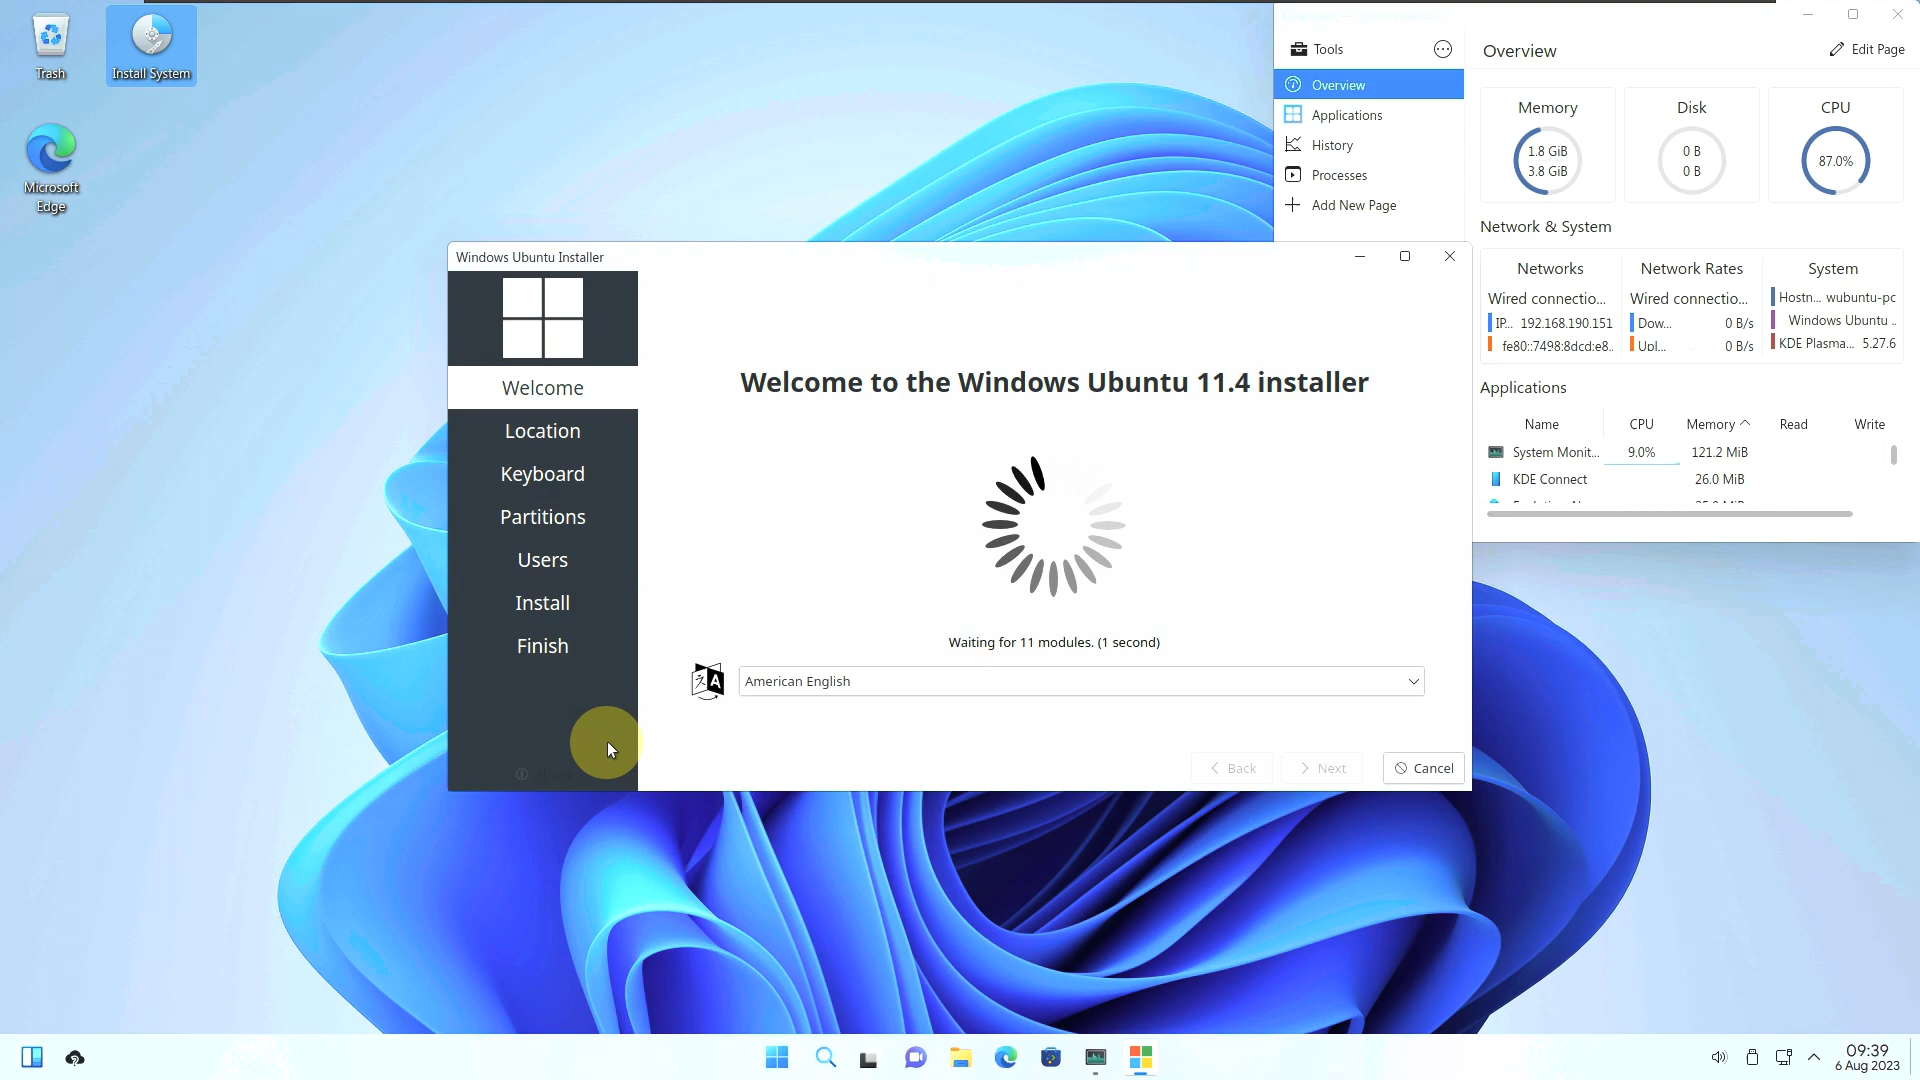 Trash
Install System
Microsoft
Edge
Tools
Overview
Applications
History
Processes
Add New Page
Overview
Edit Page
Memory
1.8 GiB
3.8 GiB
Disk
0 B
0 B
CPU
87.0%
Network & System
Networks
Wired connectio...
IP... 192.168.190.151
fe80::7498:8dcd:e8..
Network Rates
Wired connectio...
Dow... 0 B/s
Upl... 0 B/s
System
Hostn... wubuntu-pc
Windows Ubuntu ..
KDE Plasma... 5.27.6
Applications
Name CPU Memory Read Write
System Monit... 9.0% 121.2 MiB
KDE Connect 26.0 MiB
Windows Ubuntu Installer
Welcome
Location
Keyboard
Partitions
Users
Install
Finish
Welcome to the Windows Ubuntu 11.4 installer
Waiting for 11 modules. (1 second)
American English
Back
Next
Cancel
09:39
6 Aug 2023